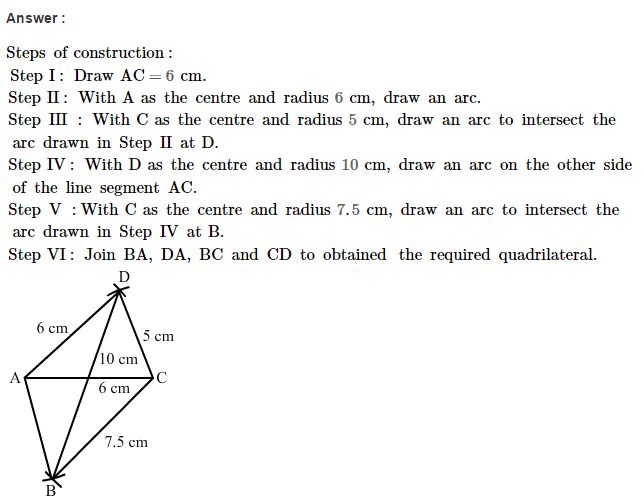 Answer :
Steps of construction :
Step I : Draw AC = 6 cm.
Step II : With A as the centre and radius 6 cm, draw an arc.
Step III : With C as the centre and radius 5 cm, draw an arc to intersect the
arc drawn in Step II at D.
Step IV : With D as the centre and radius 10 cm, draw an arc on the other side
of the line segment AC.
Step V : With C as the centre and radius 7.5 cm, draw an arc to intersect the
arc drawn in Step IV at B.
Step VI : Join BA, DA, BC and CD to obtained the required quadrilateral.
D
6 cm
5 cm
10 cm
A
C
6 cm
7.5 cm
B